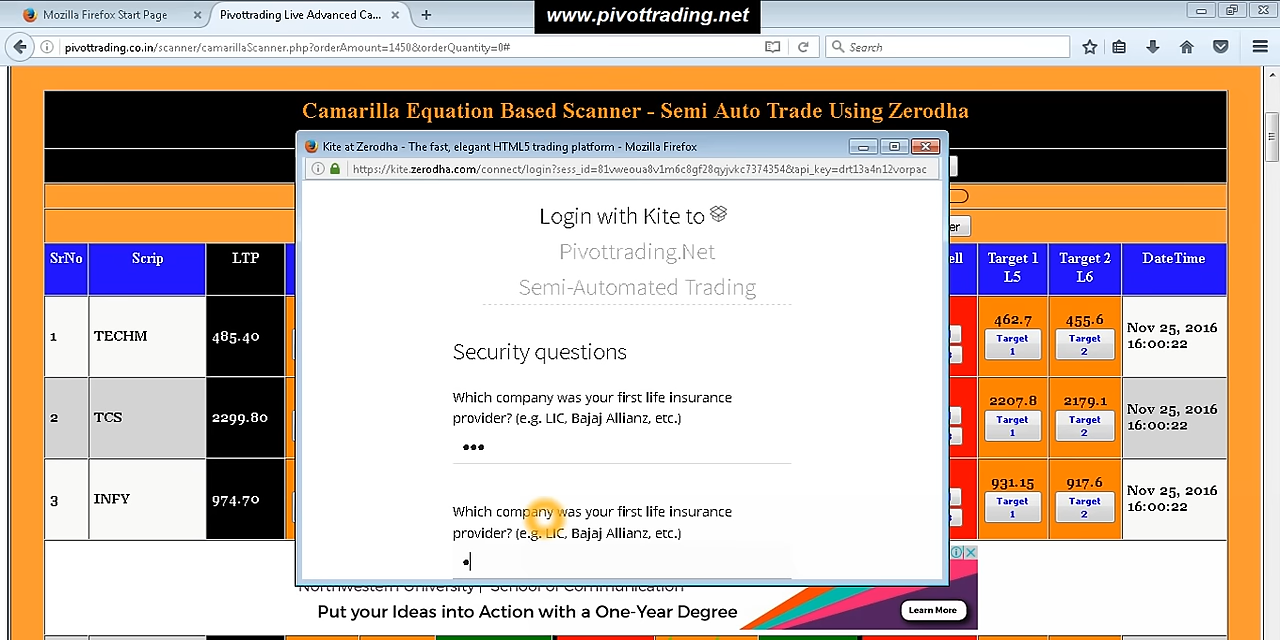 www.pivottrading.net
Mozilla Firefox Start Page
Pivottrading Live Advanced Ca...
pivottrading.co.in/scanner/camarillaScanner.php?orderAmount=1450&orderQuantity=0#
Search
Camarilla Equation Based Scanner - Semi Auto Trade Using Zerodha
Kite at Zerodha - The fast, elegant HTML5 trading platform - Mozilla Firefox
https://kite.zerodha.com/connect/login?sess_id=81vweoua8v1m6c8gf28qyjvkc7374354&api_key=drt13a4n12vorpac
Login with Kite to
Pivottrading.Net
Semi-Automated Trading
Security questions
Which company was your first life insurance
provider? (e.g. LIC, Bajaj Allianz, etc.)
•••
Which company was your first life insurance
provider? (e.g. LIC, Bajaj Allianz, etc.)
•
er
SrNo Scrip LTP ell Target 1 L5 Target 2 L6 DateTime
1 TECHM 485.40 462.7 Target 1 455.6 Target 2 Nov 25, 2016 16:00:22
2 TCS 2299.80 2207.8 Target 1 2179.1 Target 2 Nov 25, 2016 16:00:22
3 INFY 974.70 931.15 Target 1 917.6 Target 2 Nov 25, 2016 16:00:22
Northwestern University | School of Communication
Put your Ideas into Action with a One-Year Degree
Learn More